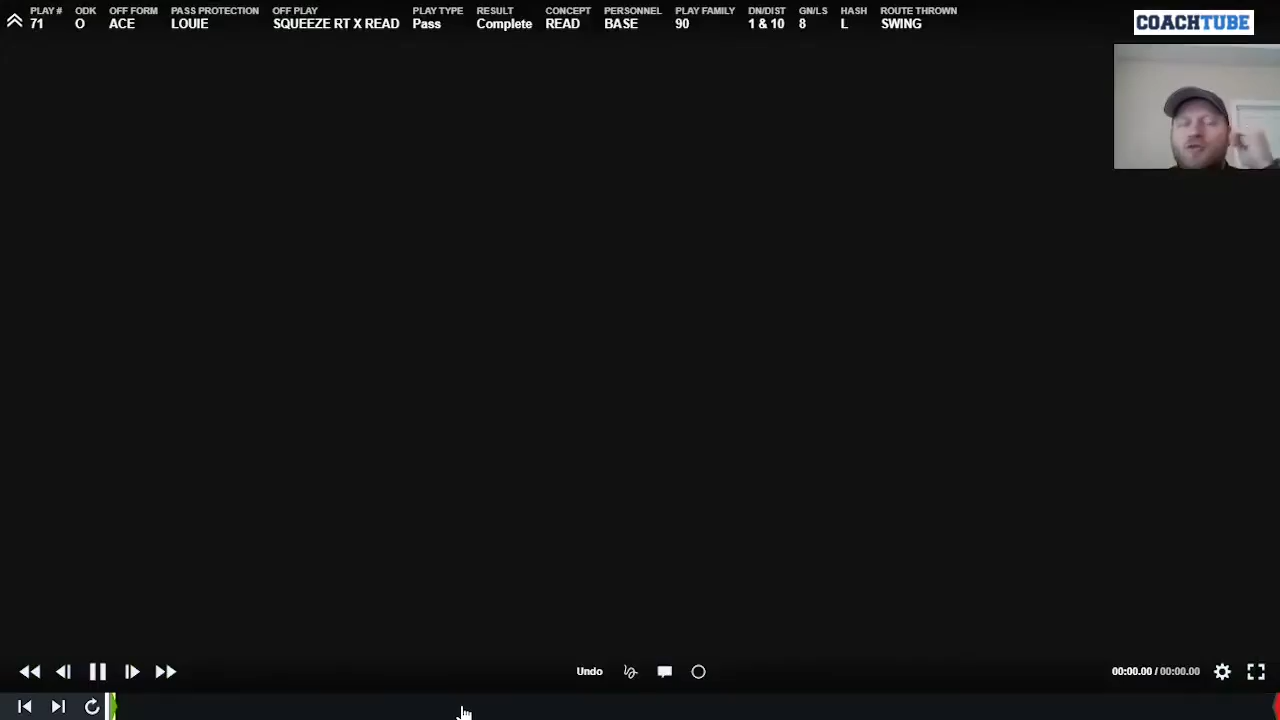 PLAY # ODK OFF FORM PASS PROTECTION OFF PLAY PLAY TYPE RESULT CONCEPT PERSONNEL PLAY FAMILY DN/DIST GN/LS HASH ROUTE THROWN
71 O ACE LOUIE SQUEEZE RT X READ Pass Complete READ BASE 90 1 & 10 8 L SWING
COACHTUBE
Undo
00:00.00 / 00:00.00